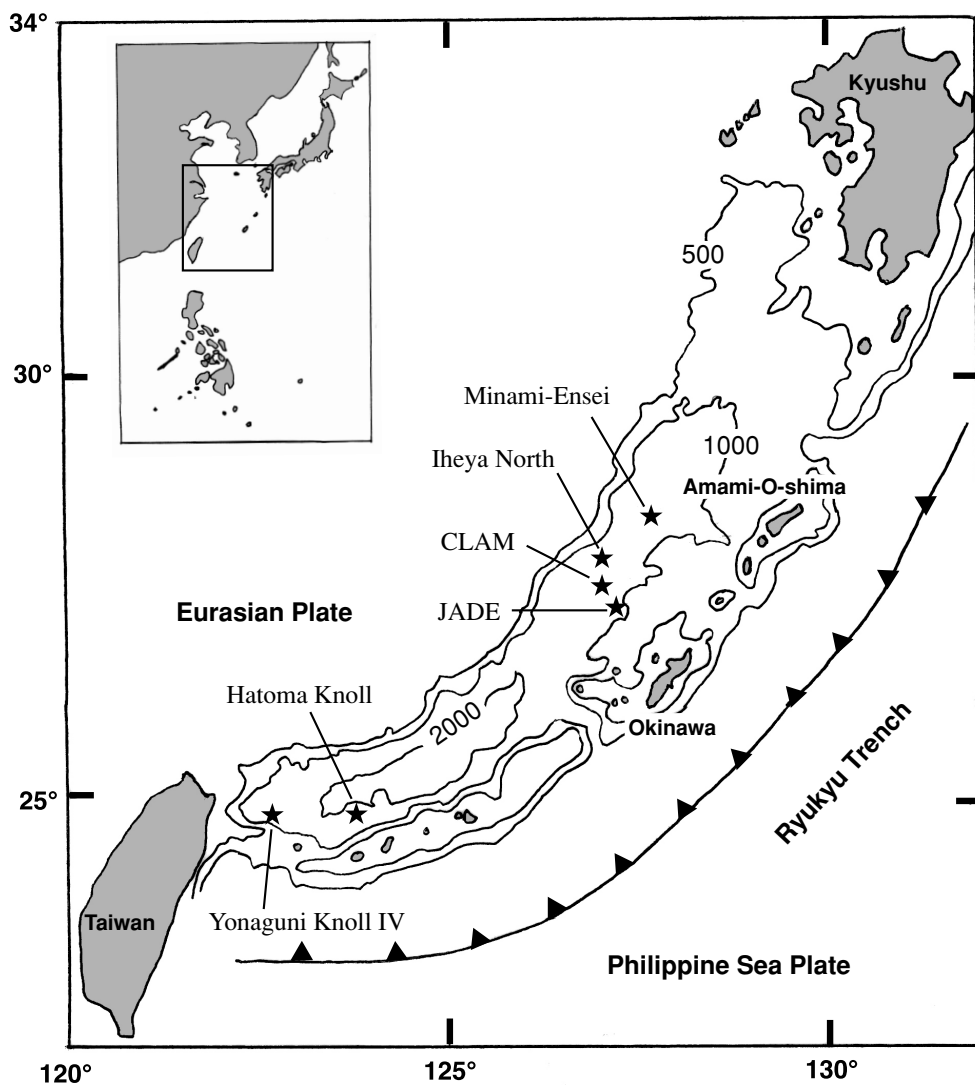 34°
Kyushu
500
30°
Minami-Ensei
1000
Iheya North
Amami-O-shima
CLAM
Eurasian Plate
JADE
Hatoma Knoll
2000
Okinawa
Ryukyu Trench
25°
Taiwan
Yonaguni Knoll IV
Philippine Sea Plate
120°
125°
130°